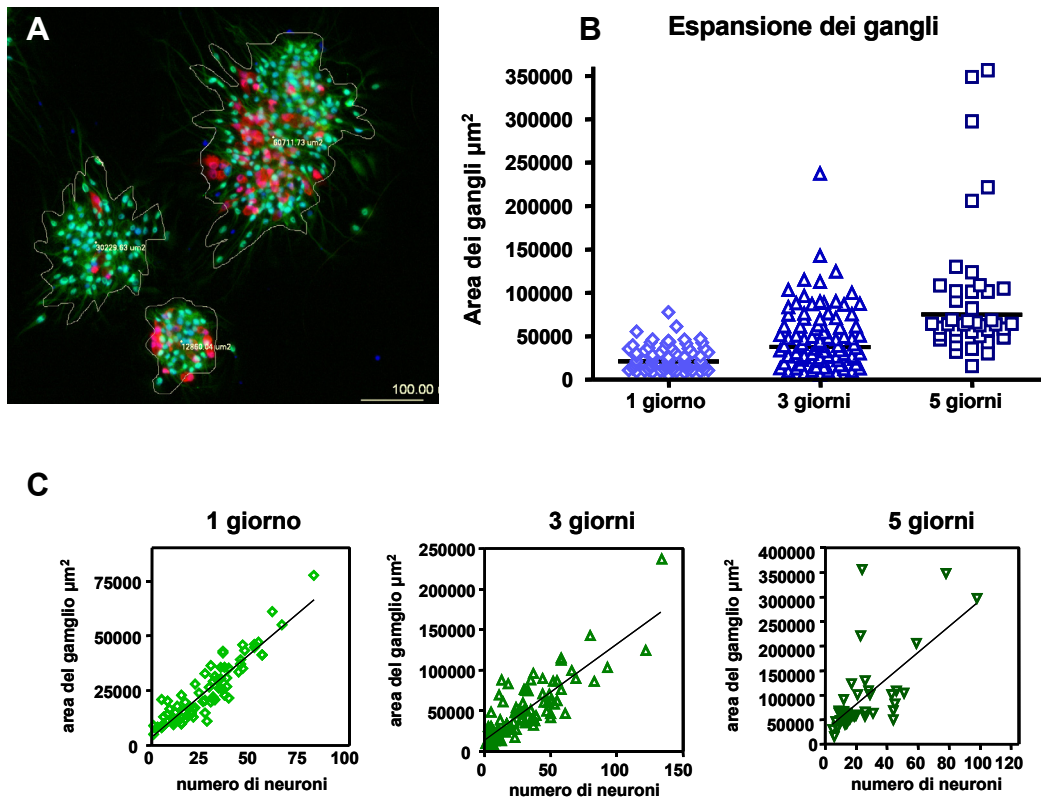 A
60711.73 um2
30229.63 um2
12860.04 um2
100.00
B
Espansione dei gangli
Area dei gangli µm²
350000
300000
250000
200000
150000
100000
50000
0
1 giorno
3 giorni
5 giorni
C
1 giorno
area del gamglio µm²
75000
50000
25000
0
0
25
50
75
100
numero di neuroni
3 giorni
area del gamglio µm²
250000
200000
150000
100000
50000
0
0
50
100
150
numero di neuroni
5 giorni
area del gamglio µm²
400000
350000
300000
200000
150000
100000
50000
0
0
20
40
60
80
100
120
numero di neuroni